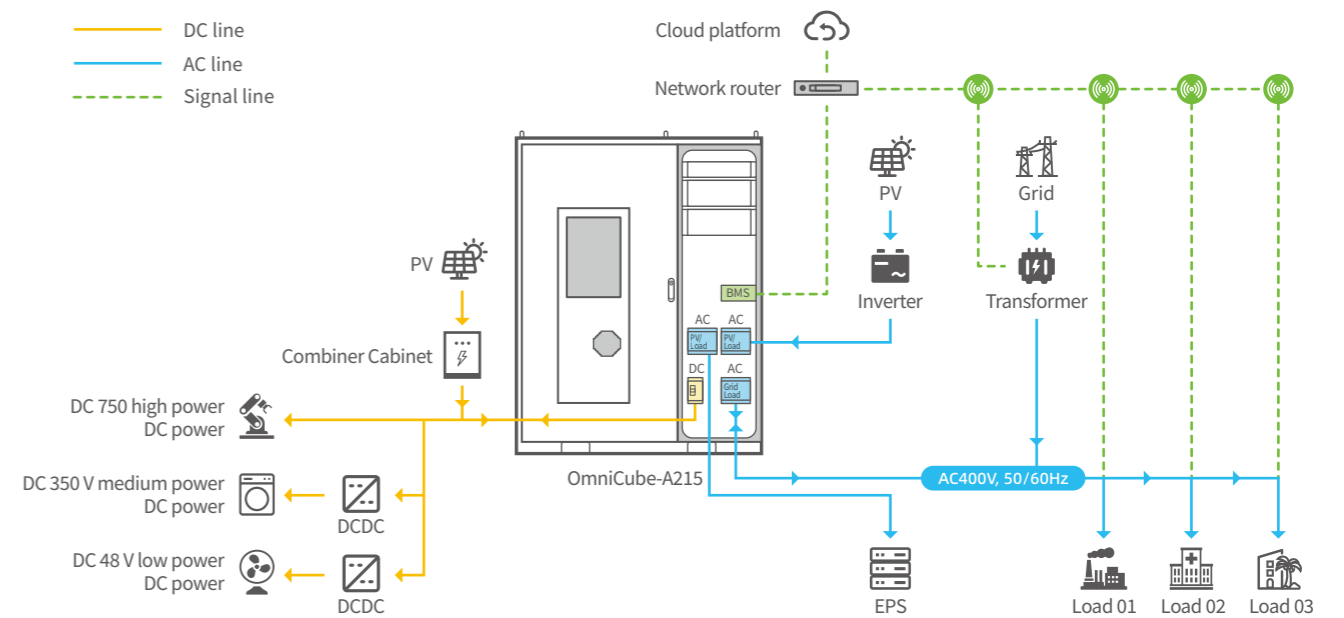 DC line
AC line
Signal line
Cloud platform
Network router
PV
Grid
PV
Inverter
Transformer
BMS
AC
AC
PV/
Load
PV/
Load
Combiner Cabinet
DC
AC
Grid
Load
DC 750 high power
DC power
OmniCube-A215
AC400V, 50/60Hz
DC 350 V medium power
DC power
DCDC
DC 48 V low power
DC power
DCDC
EPS
Load 01
Load 02
Load 03